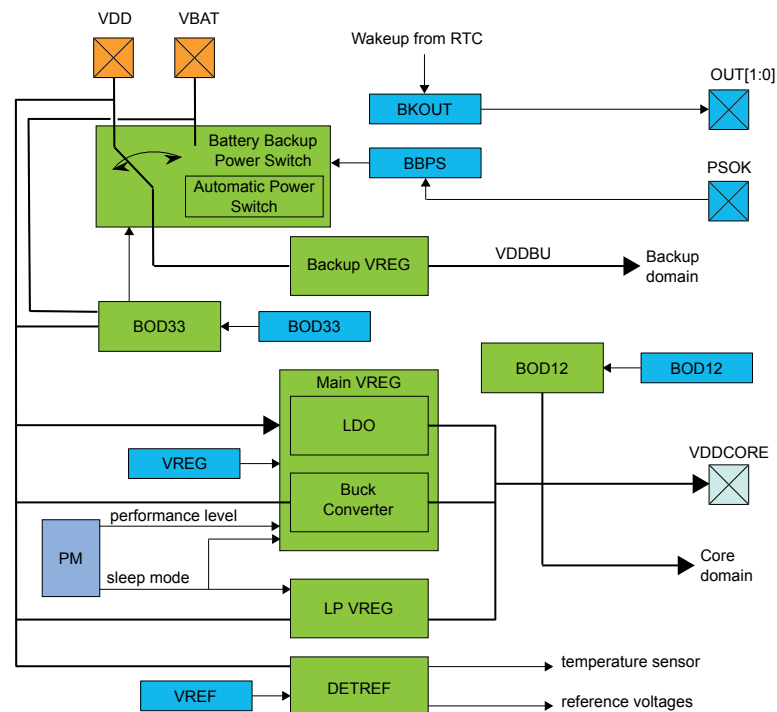 VDD
VBAT
Wakeup from RTC
OUT[1:0]
BKOUT
Battery Backup
Power Switch
BBPS
PSOK
Automatic Power
Switch
Backup VREG
VDDBU
Backup
domain
BOD33
BOD33
BOD12
BOD12
Main VREG
LDO
VREG
VDDCORE
Buck
Converter
performance level
PM
sleep mode
Core
domain
LP VREG
temperature sensor
DETREF
VREF
reference voltages